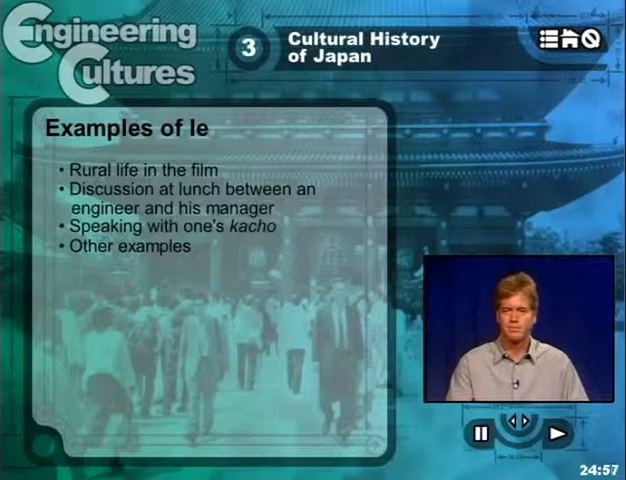 Engineering
Cultures
3
Cultural History
of Japan
Examples of Ie
• Rural life in the film
• Discussion at lunch between an
engineer and his manager
• Speaking with one's kacho
• Other examples
24:57